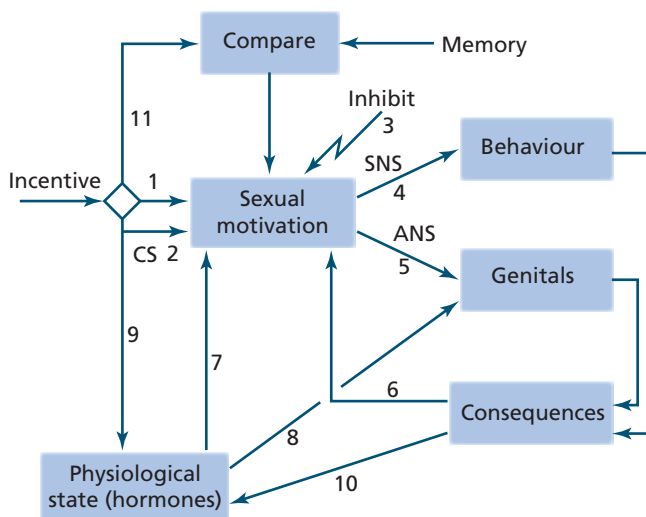 Compare
Memory
Inhibit
3
11
Behaviour
SNS
4
Incentive
1
Sexual
motivation
CS 2
ANS
5
Genitals
9
7
6
Consequences
8
Physiological
state (hormones)
10